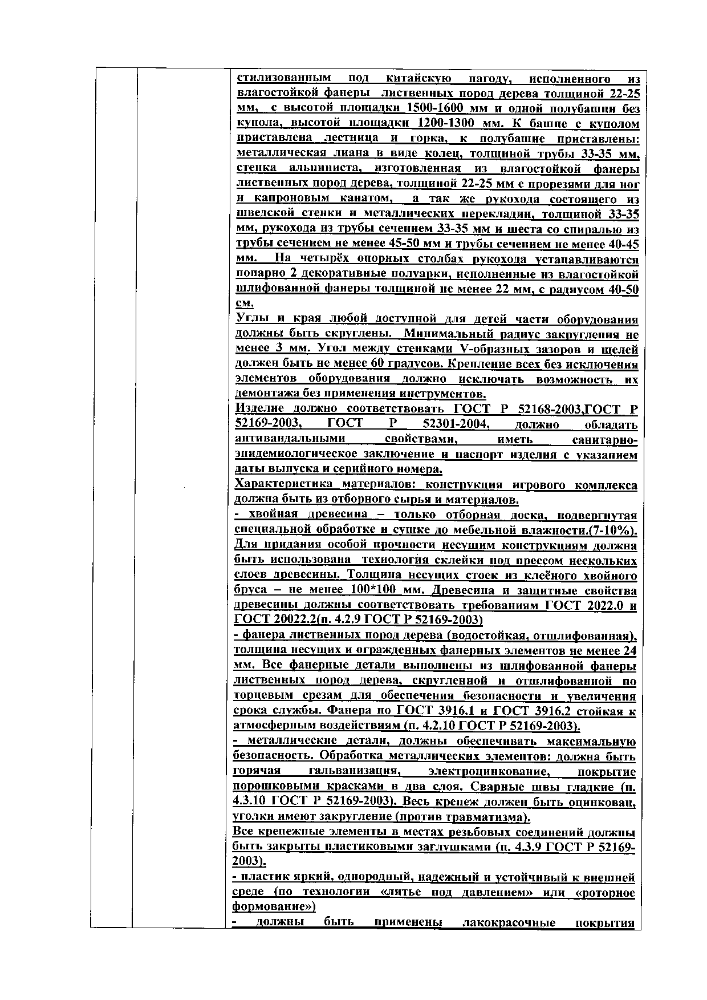 стилизованным под китайскую пагоду, исполненного из
влагостойкой фанеры лиственных пород дерева толщиной 22-25
мм, с высотой площадки 1500-1600 мм и одной полубашни без
купола, высотой площадки 1200-1300 мм. К башне с куполом
приставлена лестница и горка, к полубашне приставлены:
металлическая лиана в виде колец, толщиной трубы 33-35 мм,
стенка альпиниста, изготовленная из влагостойкой фанеры
лиственных пород дерева, толщиной 22-25 мм с прорезями для ног
и капроновым канатом, а так же рукохода состоящего из
шведской стенки и металлических перекладин, толщиной 33-35
мм, рукохода из трубы сечением 33-35 мм и шеста со спиралью из
трубы сечением не менее 45-50 мм и трубы сечением не менее 40-45
мм. На четырёх опорных столбах рукохода устанавливаются
попарно 2 декоративные полуарки, исполненные из влагостойкой
шлифованной фанеры толщиной не менее 22 мм, с радиусом 40-50
см.
Углы и края любой доступной для детей части оборудования
должны быть скруглены. Минимальный радиус закругления не
менее 3 мм. Угол между стенками V-образных зазоров и щелей
должен быть не менее 60 градусов. Крепление всех без исключения
элементов оборудования должно исключать возможность их
демонтажа без применения инструментов.
Изделие должно соответствовать ГОСТ Р 52168-2003,ГОСТ Р
52169-2003, ГОСТ Р 52301-2004, должно обладать
антивандальными свойствами, иметь санитарно-
эпидемиологическое заключение и паспорт изделия с указанием
даты выпуска и серийного номера.
Характеристика материалов: конструкция игрового комплекса
должна быть из отборного сырья и материалов.
- хвойная древесина – только отборная доска, подвергнутая
специальной обработке и сушке до мебельной влажности.(7-10%).
Для придания особой прочности несущим конструкциям должна
быть использована технология склейки под прессом нескольких
слоев древесины. Толщина несущих стоек из клеёного хвойного
бруса – не менее 100*100 мм. Древесина и защитные свойства
древесины должны соответствовать требованиям ГОСТ 2022.0 и
ГОСТ 20022.2(п. 4.2.9 ГОСТ Р 52169-2003)
- фанера лиственных пород дерева (водостойкая, отшлифованная),
толщина несущих и огражденных фанерных элементов не менее 24
мм. Все фанерные детали выполнены из шлифованной фанеры
лиственных пород дерева, скругленной и отшлифованной по
торцевым срезам для обеспечения безопасности и увеличения
срока службы. Фанера по ГОСТ 3916.1 и ГОСТ 3916.2 стойкая к
атмосферным воздействиям (п. 4.2.10 ГОСТ Р 52169-2003).
- металлические детали, должны обеспечивать максимальную
безопасность. Обработка металлических элементов: должна быть
горячая гальванизация, электроцинкование, покрытие
порошковыми красками в два слоя. Сварные швы гладкие (п.
4.3.10 ГОСТ Р 52169-2003). Весь крепеж должен быть оцинкован,
уголки имеют закругление (против травматизма).
Все крепежные элементы в местах резьбовых соединений должны
быть закрыты пластиковыми заглушками (п. 4.3.9 ГОСТ Р 52169-
2003).
- пластик яркий, однородный, надежный и устойчивый к внешней
среде (по технологии «литье под давлением» или «роторное
формование»)
- должны быть применены лакокрасочные покрытия